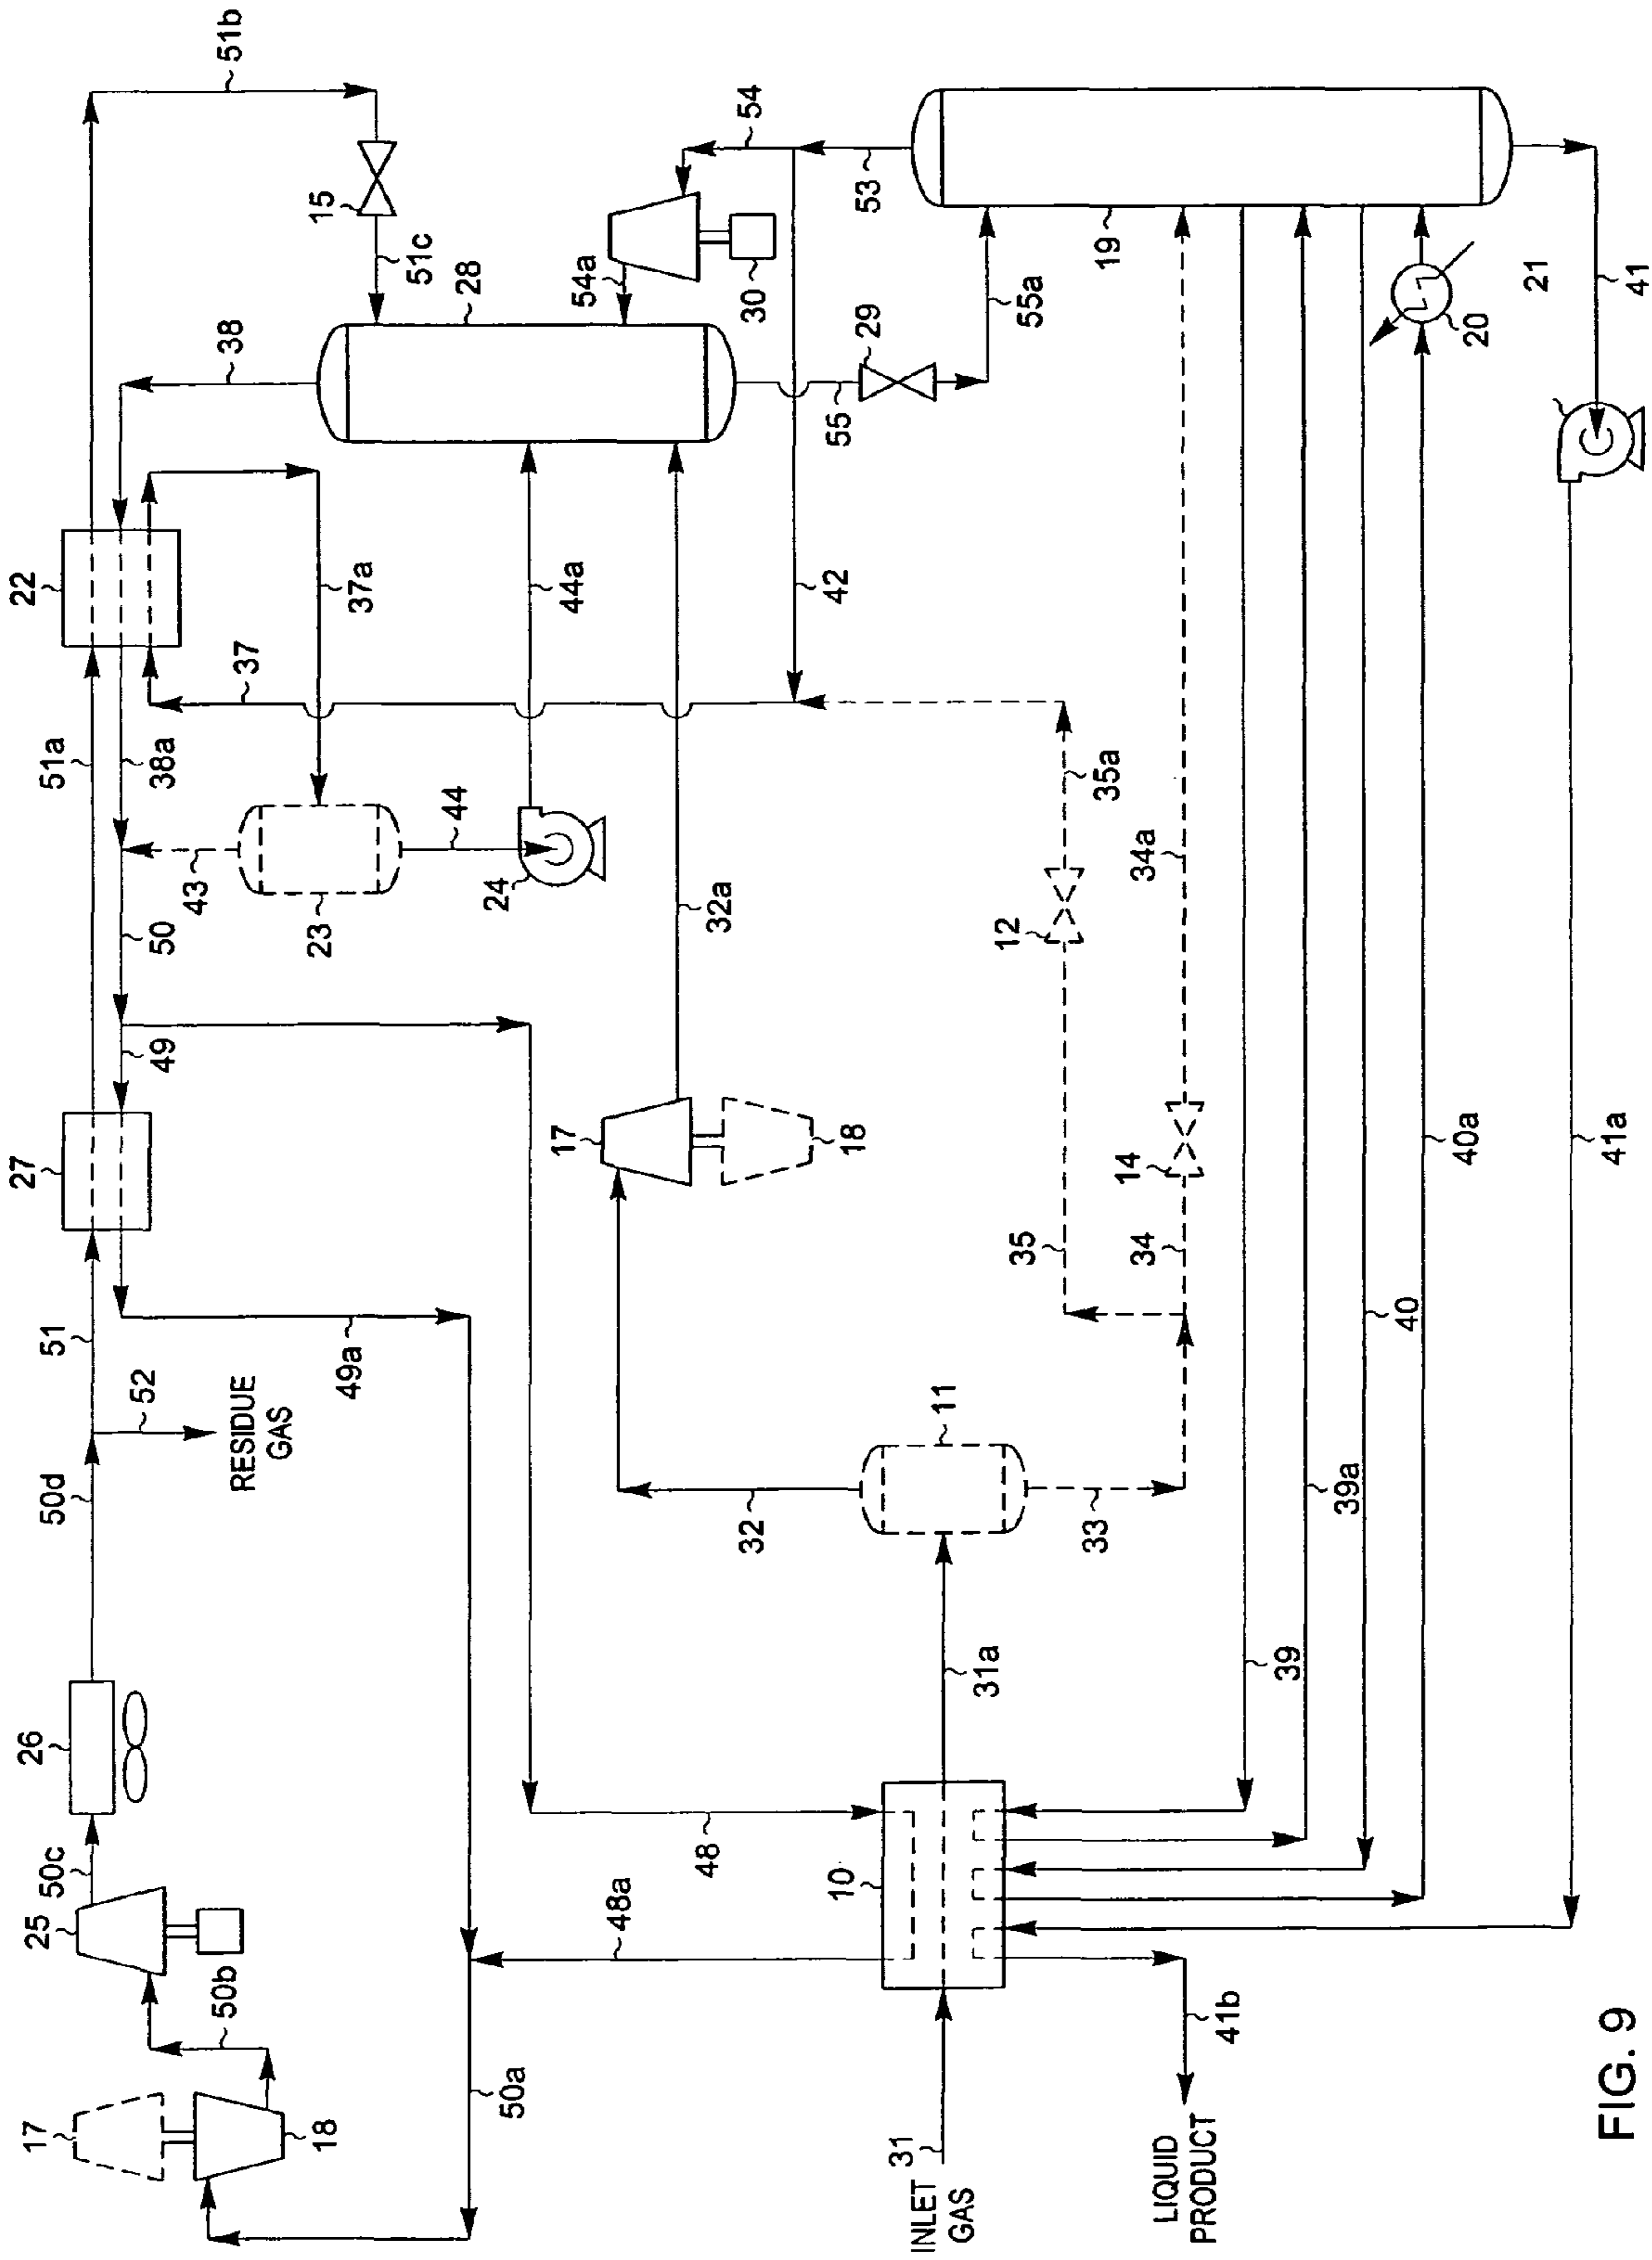 17
25
26
27
22
50c
50d
51
51a
52
49
50
38a
43
50b
RESIDUE
GAS
37
38
51b
18
23
15
49a
37a
51c
44
28
50a
24
17
44a
54a
48a
48
32
32a
54
30
18
42
10
55
53
29
31
INLET
GAS
11
31a
12
55a
33
35
35a
19
14
34
34a
LIQUID
PRODUCT
41b
39
39a
40
40a
20
21
41a
41
FIG. 9